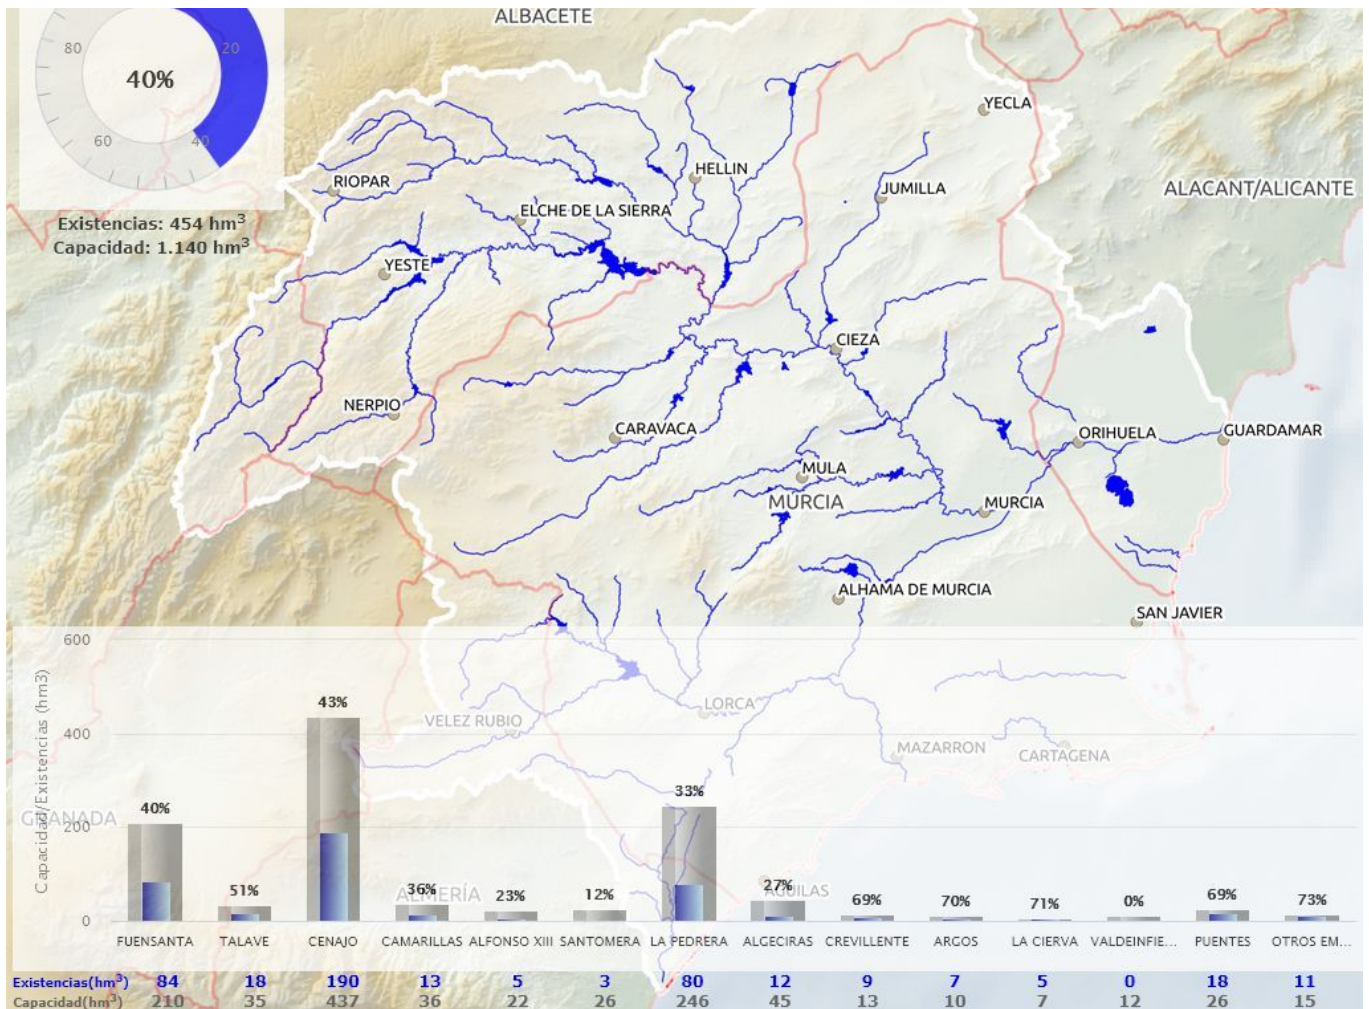 ALBACETE
80
20
40%
60
40
Existencias: 454 hm³
Capacidad: 1.140 hm³
YECLA
HELLIN
RIOPAR
JUMILLA
ALACANT/ALICANTE
ELCHE DE LA SIERRA
YESTE
CIEZA
NERPIO
CARAVACA
ORIHUELA
GUARDAMAR
MULA
MURCIA
MURCIA
ALHAMA DE MURCIA
SAN JAVIER
LORCA
VELEZ RUBIO
MAZARRON
CARTAGENA
GRANADA
ALMERÍA
AGUILAS
Capacidad/Existencias (hm3)
600
400
200
0
40% 51% 43% 36% 23% 12% 33% 27% 69% 70% 71% 0% 69% 73%
FUENSANTA TALAVE CENAJO CAMARILLAS ALFONSO XIII SANTOMERA LA PEDRERA ALGECIRAS CREVILLENTE ARGOS LA CIERVA VALDEINFIE... PUENTES OTROS EM...
Existencias(hm³) 84 18 190 13 5 3 80 12 9 7 5 0 18 11
Capacidad(hm³) 210 35 437 36 22 26 246 45 13 10 7 12 26 15